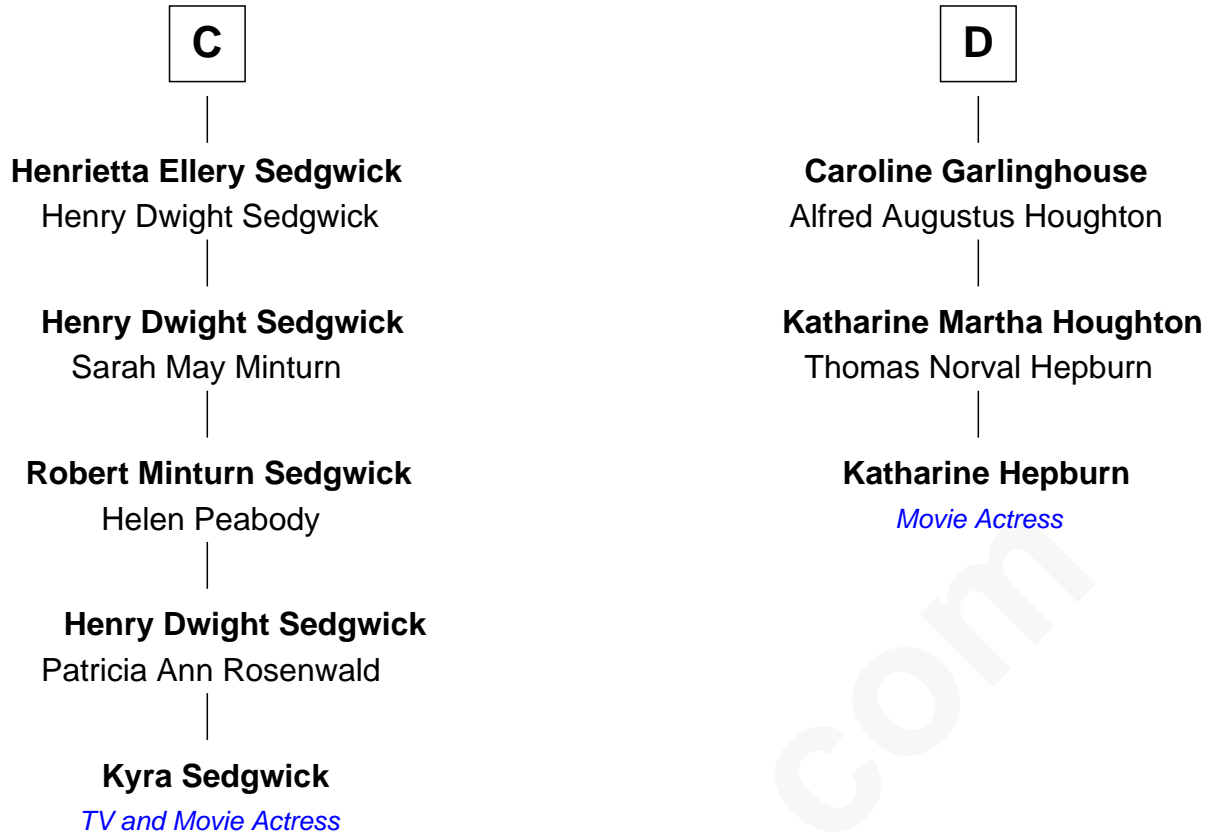 C
Henrietta Ellery Sedgwick
Henry Dwight Sedgwick
Henry Dwight Sedgwick
Sarah May Minturn
Robert Minturn Sedgwick
Helen Peabody
Henry Dwight Sedgwick
Patricia Ann Rosenwald
Kyra Sedgwick
TV and Movie Actress
D
Caroline Garlinghouse
Alfred Augustus Houghton
Katharine Martha Houghton
Thomas Norval Hepburn
Katharine Hepburn
Movie Actress
com